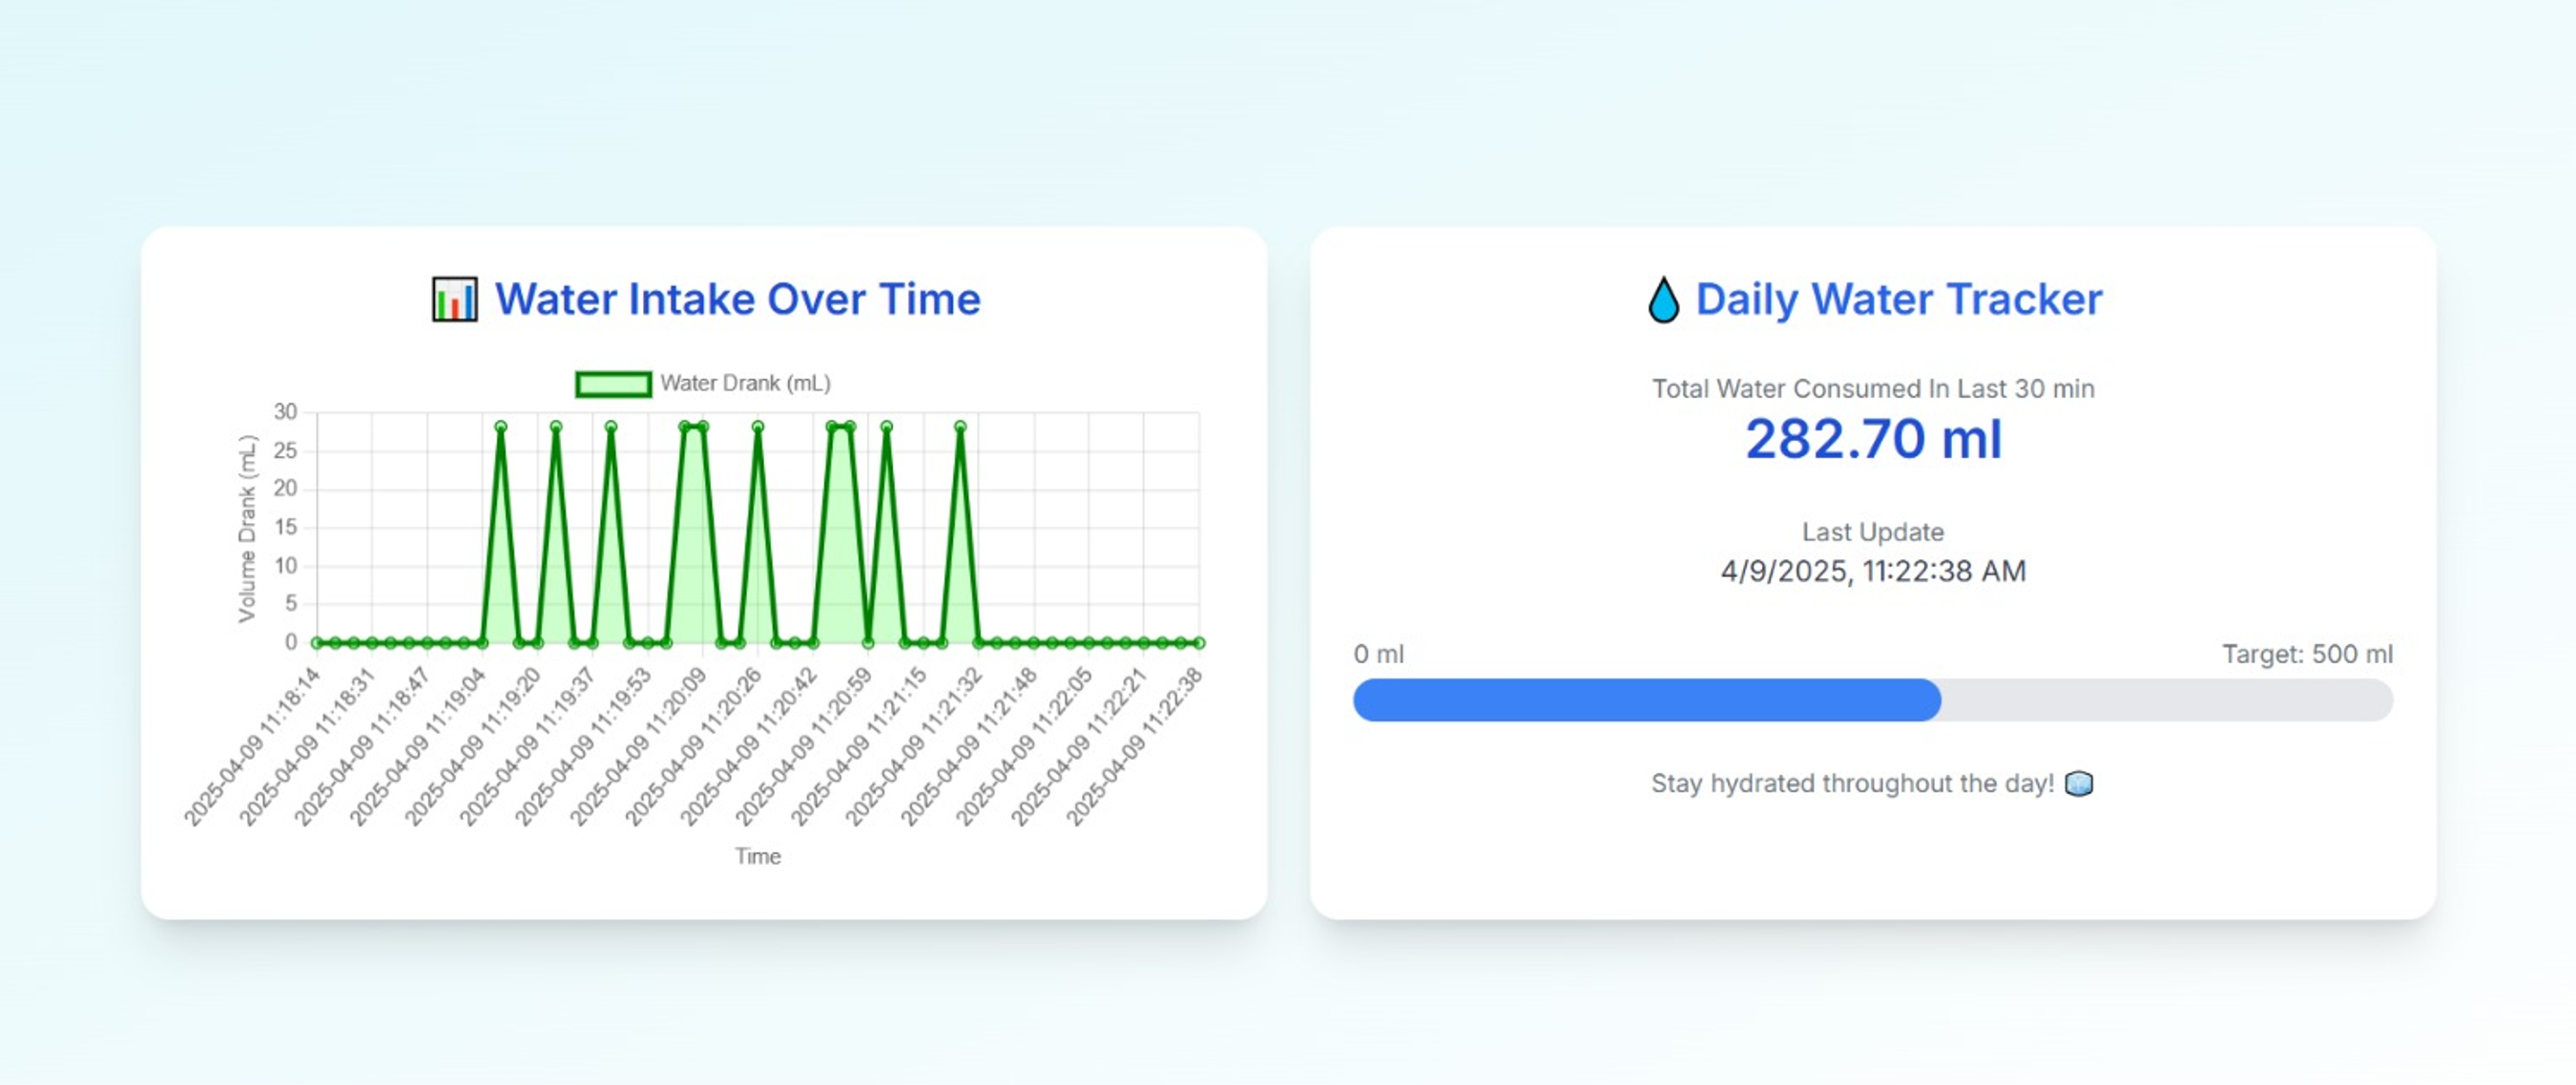 Water Intake Over Time
Water Drank (mL)
Volume Drank (mL)
30
25
20
15
10
5
0
2025-04-09 11:18:14
2025-04-09 11:18:31
2025-04-09 11:18:47
2025-04-09 11:19:04
2025-04-09 11:19:20
2025-04-09 11:19:37
2025-04-09 11:19:53
2025-04-09 11:20:09
2025-04-09 11:20:26
2025-04-09 11:20:42
2025-04-09 11:20:59
2025-04-09 11:21:15
2025-04-09 11:21:32
2025-04-09 11:21:48
2025-04-09 11:22:05
2025-04-09 11:22:21
2025-04-09 11:22:38
Time
Daily Water Tracker
Total Water Consumed In Last 30 min
282.70 ml
Last Update
4/9/2025, 11:22:38 AM
0 ml
Target: 500 ml
Stay hydrated throughout the day!